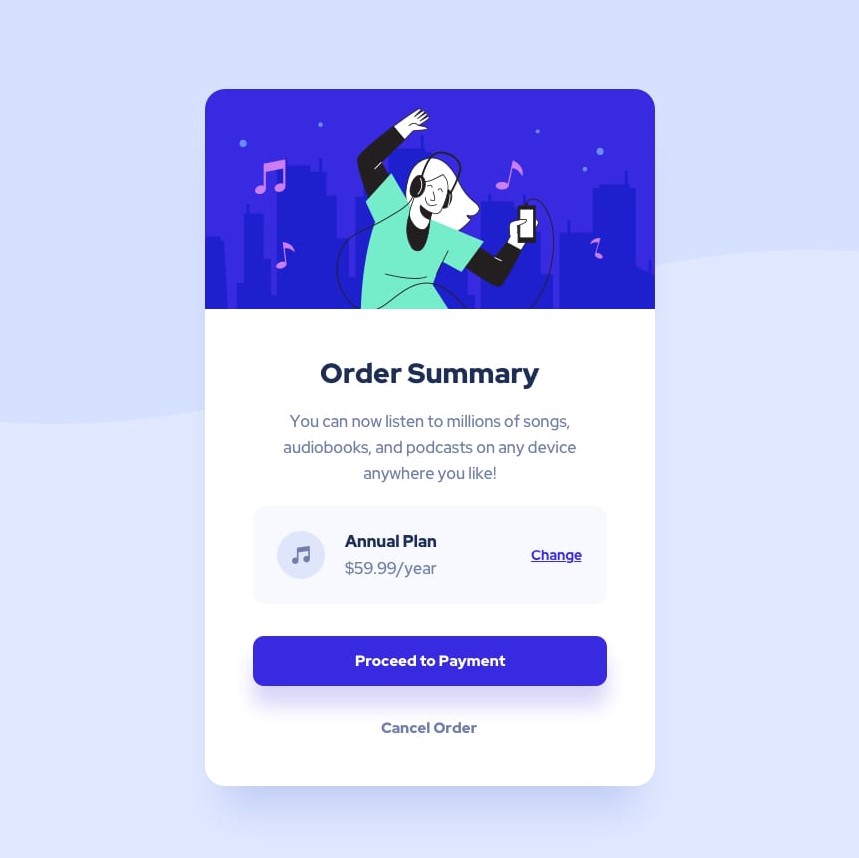 Order Summary
You can now listen to millions of songs,
audiobooks, and podcasts on any device
anywhere you like!
Annual Plan
$59.99/year
Change
Proceed to Payment
Cancel Order